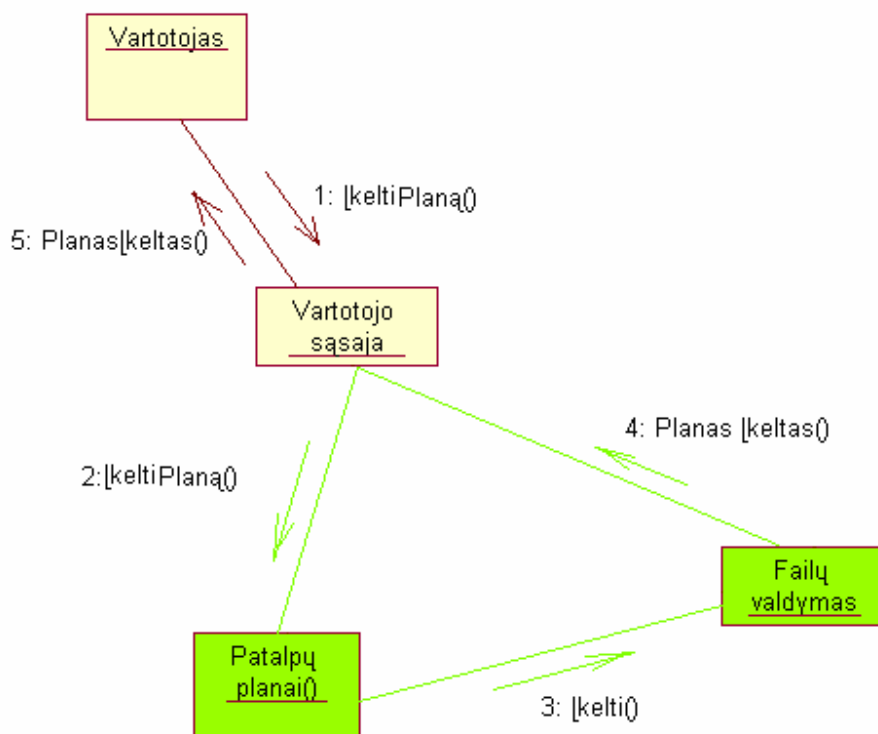 Vartotojas
1: ĮkeltiPlaną()
5: PlanasĮkeltas()
Vartotojo
sąsaja
4: Planas Įkeltas()
2:ĮkeltiPlaną()
Failų
valdymas
Patalpų
planai()
3: Įkelti()